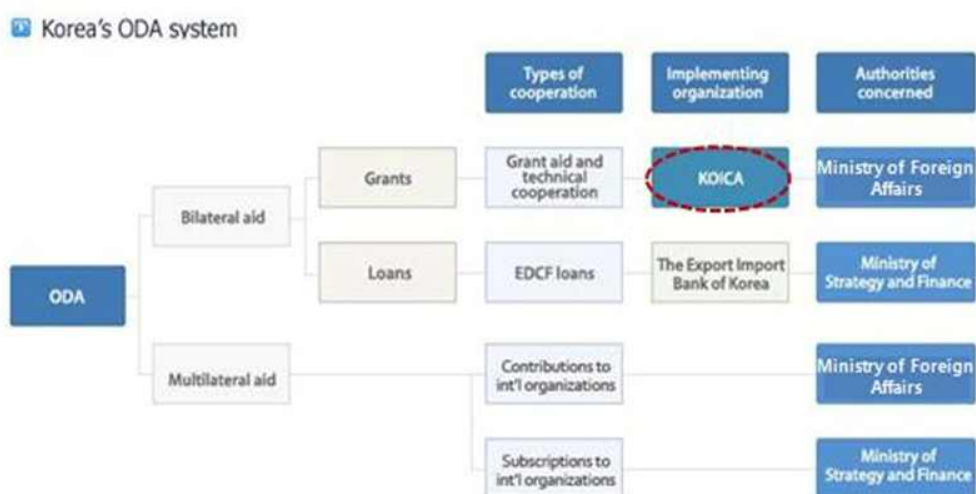 Korea's ODA system
Types of
cooperation
Implementing
organization
Authorities
concerned
Grants
Grant aid and
technical
cooperation
KOICA
Ministry of Foreign
Affairs
Bilateral aid
Loans
EDCF loans
The Export Import
Bank of Korea
Ministry of
Strategy and Finance
ODA
Multilateral aid
Contributions to
int'l organizations
Ministry of Foreign
Affairs
Subscriptions to
int'l organizations
Ministry of
Strategy and Finance